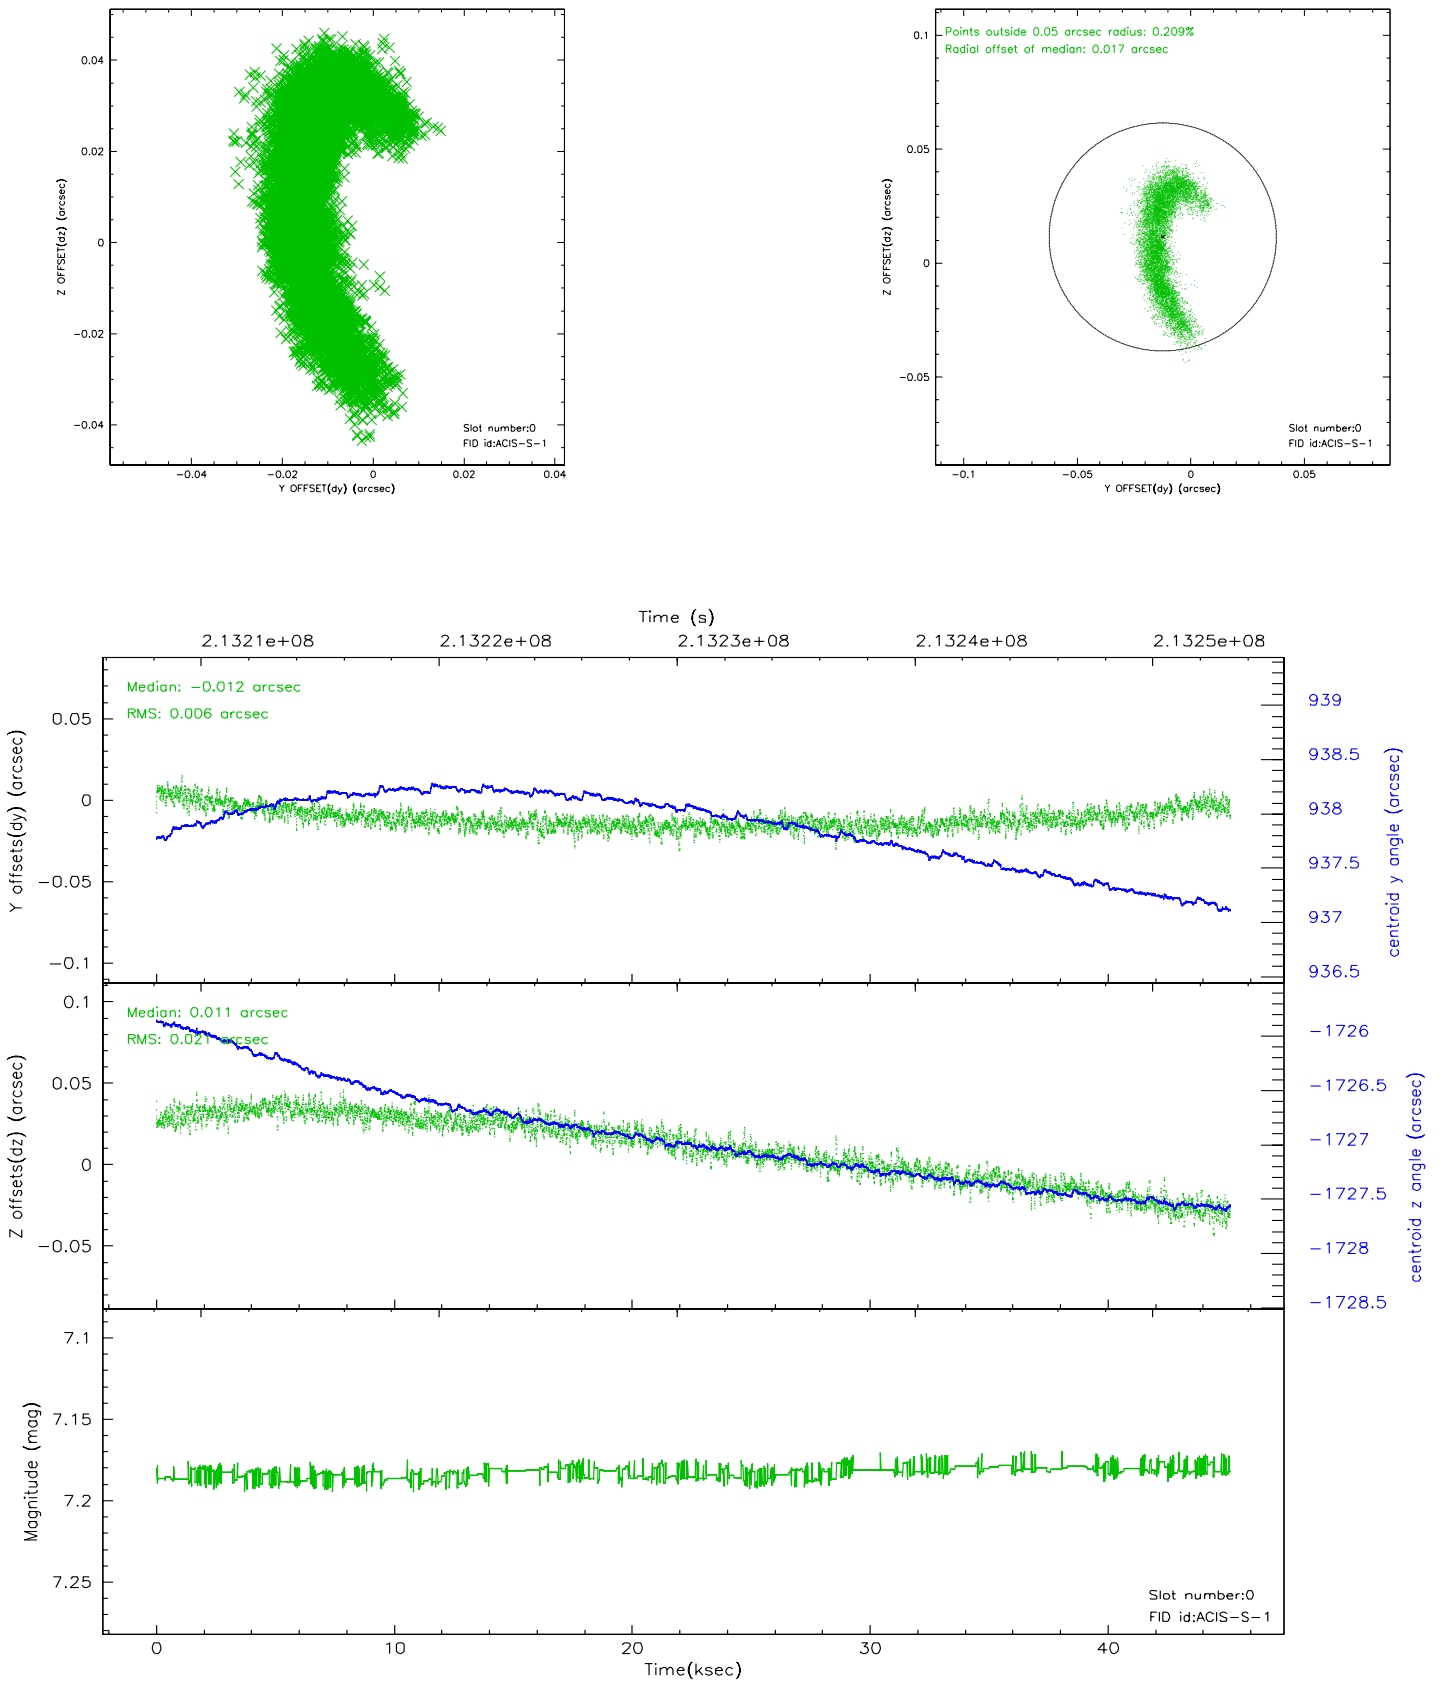 0.04
0.02
0
−0.02
−0.04
Z OFFSET(dz) (arcsec)
Slot number:0
FID id:ACIS−S−1
−0.04
−0.02
0
0.02
0.04
Y OFFSET(dy) (arcsec)
Points outside 0.05 arcsec radius: 0.209%
Radial offset of median: 0.017 arcsec
0.1
0.05
0
−0.05
Z OFFSET(dz) (arcsec)
Slot number:0
FID id:ACIS−S−1
−0.1
−0.05
0
0.05
Y OFFSET(dy) (arcsec)
Time (s)
2.1321e+08
2.1322e+08
2.1323e+08
2.1324e+08
2.1325e+08
Median: −0.012 arcsec
RMS: 0.006 arcsec
0.05
0
−0.05
−0.1
Y offsets(dy) (arcsec)
939
938.5
938
937.5
937
936.5
centroid y angle (arcsec)
Median: 0.011 arcsec
RMS: 0.021 arcsec
0.1
0.05
0
−0.05
Z offsets(dz) (arcsec)
−1726
−1726.5
−1727
−1727.5
−1728
−1728.5
centroid z angle (arcsec)
7.1
7.15
7.2
7.25
Magnitude (mag)
Slot number:0
FID id:ACIS−S−1
0
10
20
30
40
Time(ksec)